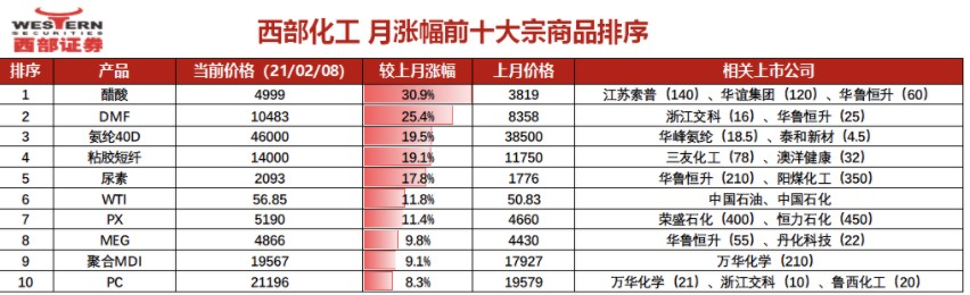 WESTERN
SECURITIES
西部证券
西部化工 月涨幅前十大宗商品排序
排序 产品 当前价格（21/02/08） 较上月涨幅 上月价格 相关上市公司
1 醋酸 4999 30.9% 3819 江苏索普（140）、华谊集团（120）、华鲁恒升（60）
2 DMF 10483 25.4% 8358 浙江交科（16）、华鲁恒升（25）
3 氨纶40D 46000 19.5% 38500 华峰氨纶（18.5）、泰和新材（4.5）
4 粘胶短纤 14000 19.1% 11750 三友化工（78）、澳洋健康（32）
5 尿素 2093 17.8% 1776 华鲁恒升（210）、阳煤化工（350）
6 WTI 56.85 11.8% 50.83 中国石油、中国石化
7 PX 5190 11.4% 4660 荣盛石化（400）、恒力石化（450）
8 MEG 4866 9.8% 4430 华鲁恒升（55）、丹化科技（22）
9 聚合MDI 19567 9.1% 17927 万华化学（210）
10 PC 21196 8.3% 19579 万华化学（21）、浙江交科（10）、鲁西化工（20）